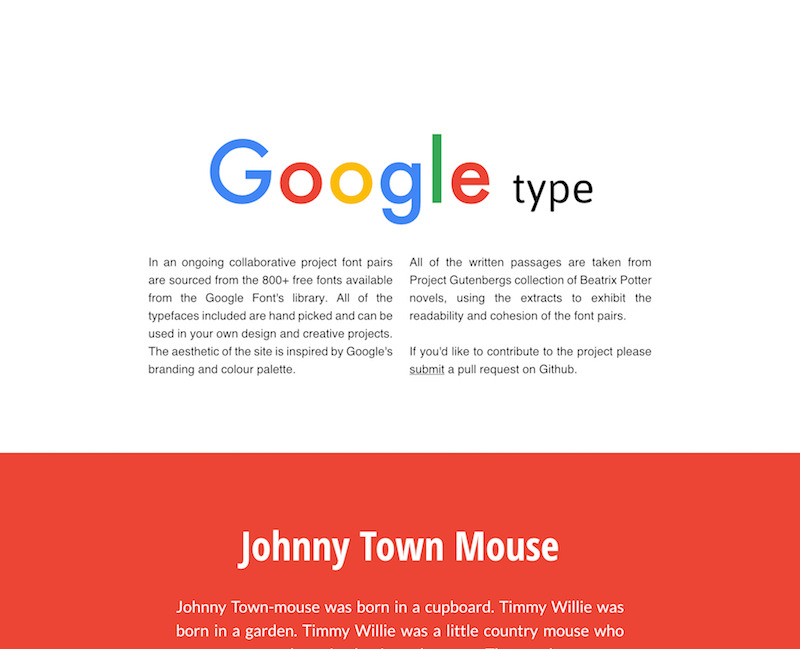 Google type
In an ongoing collaborative project font pairs
are sourced from the 800+ free fonts available
from the Google Font's library. All of the
typefaces included are hand picked and can be
used in your own design and creative projects.
The aesthetic of the site is inspired by Google's
branding and colour palette.
All of the written passages are taken from
Project Gutenbergs collection of Beatrix Potter
novels, using the extracts to exhibit the
readability and cohesion of the font pairs.
If you'd like to contribute to the project please
submit a pull request on Github.
Johnny Town Mouse
Johnny Town-mouse was born in a cupboard. Timmy Willie was
born in a garden. Timmy Willie was a little country mouse who